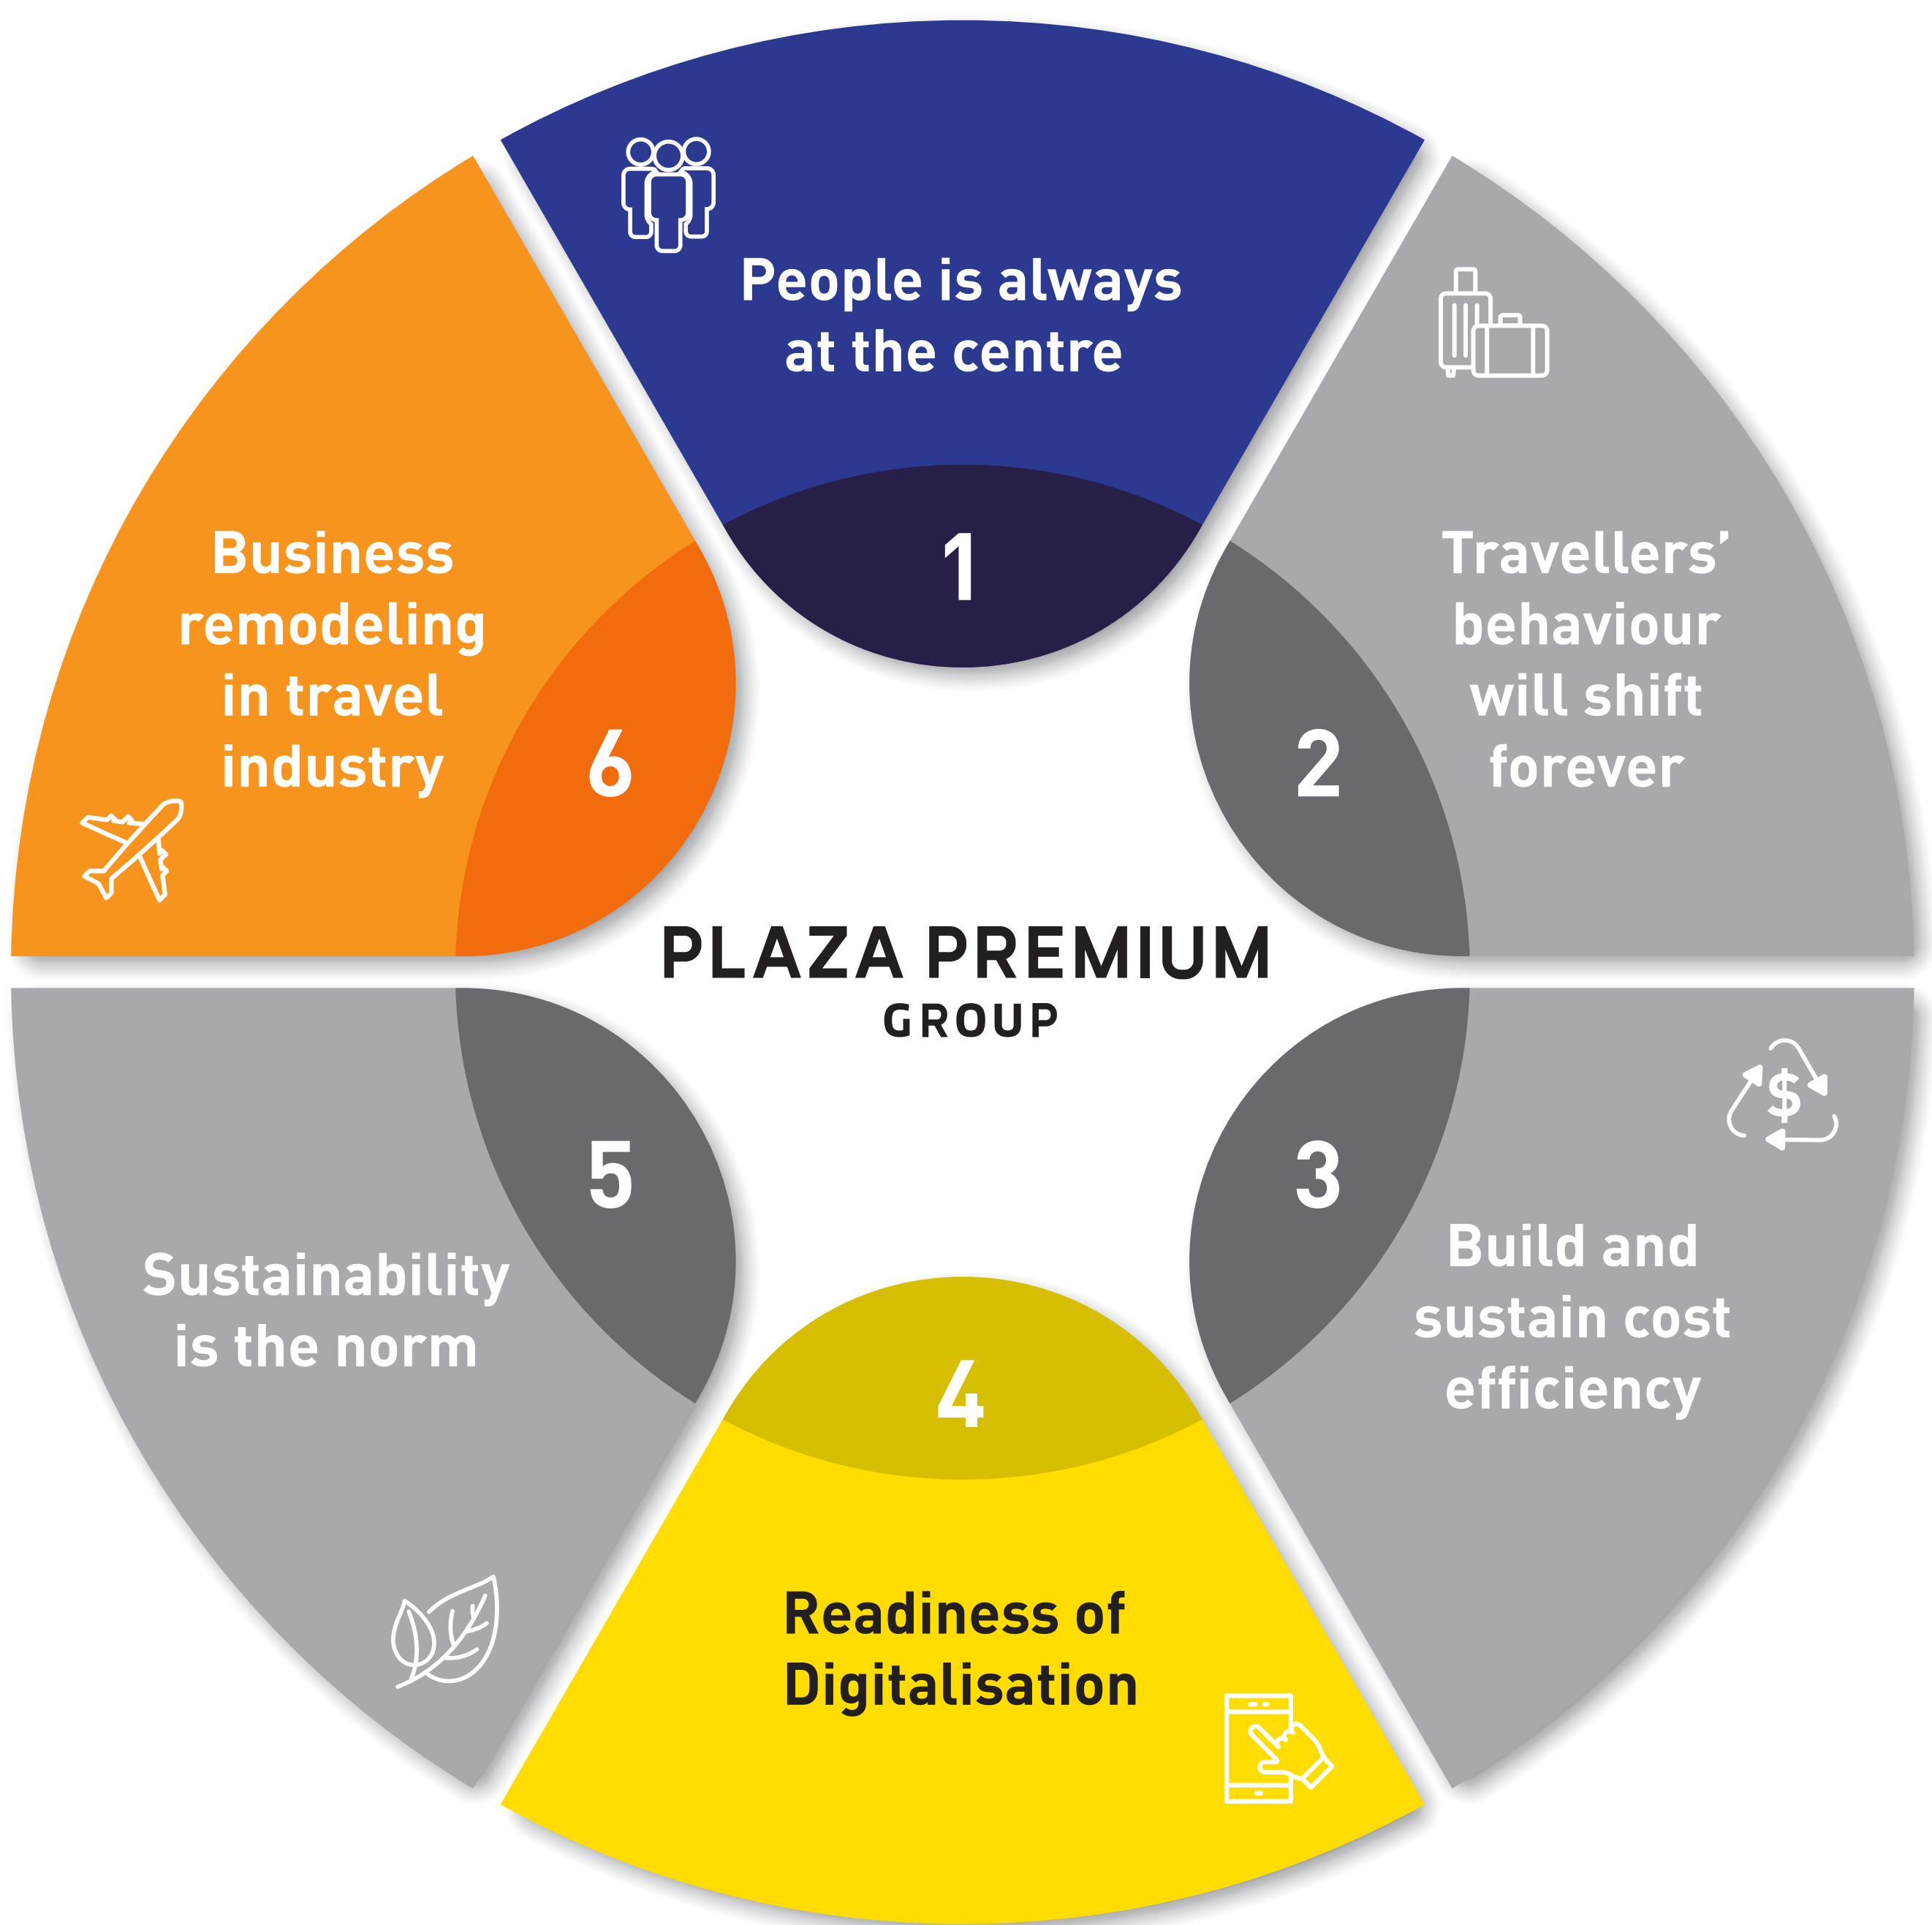 People is always
at the centre
1
Travellers'
behaviour
will shift
forever
2
Build and
sustain cost
efficiency
3
Readiness of
Digitalisation
4
Sustainability
is the norm
5
Business
remodeling
in travel
industry
6
PLAZA PREMIUM
GROUP
$